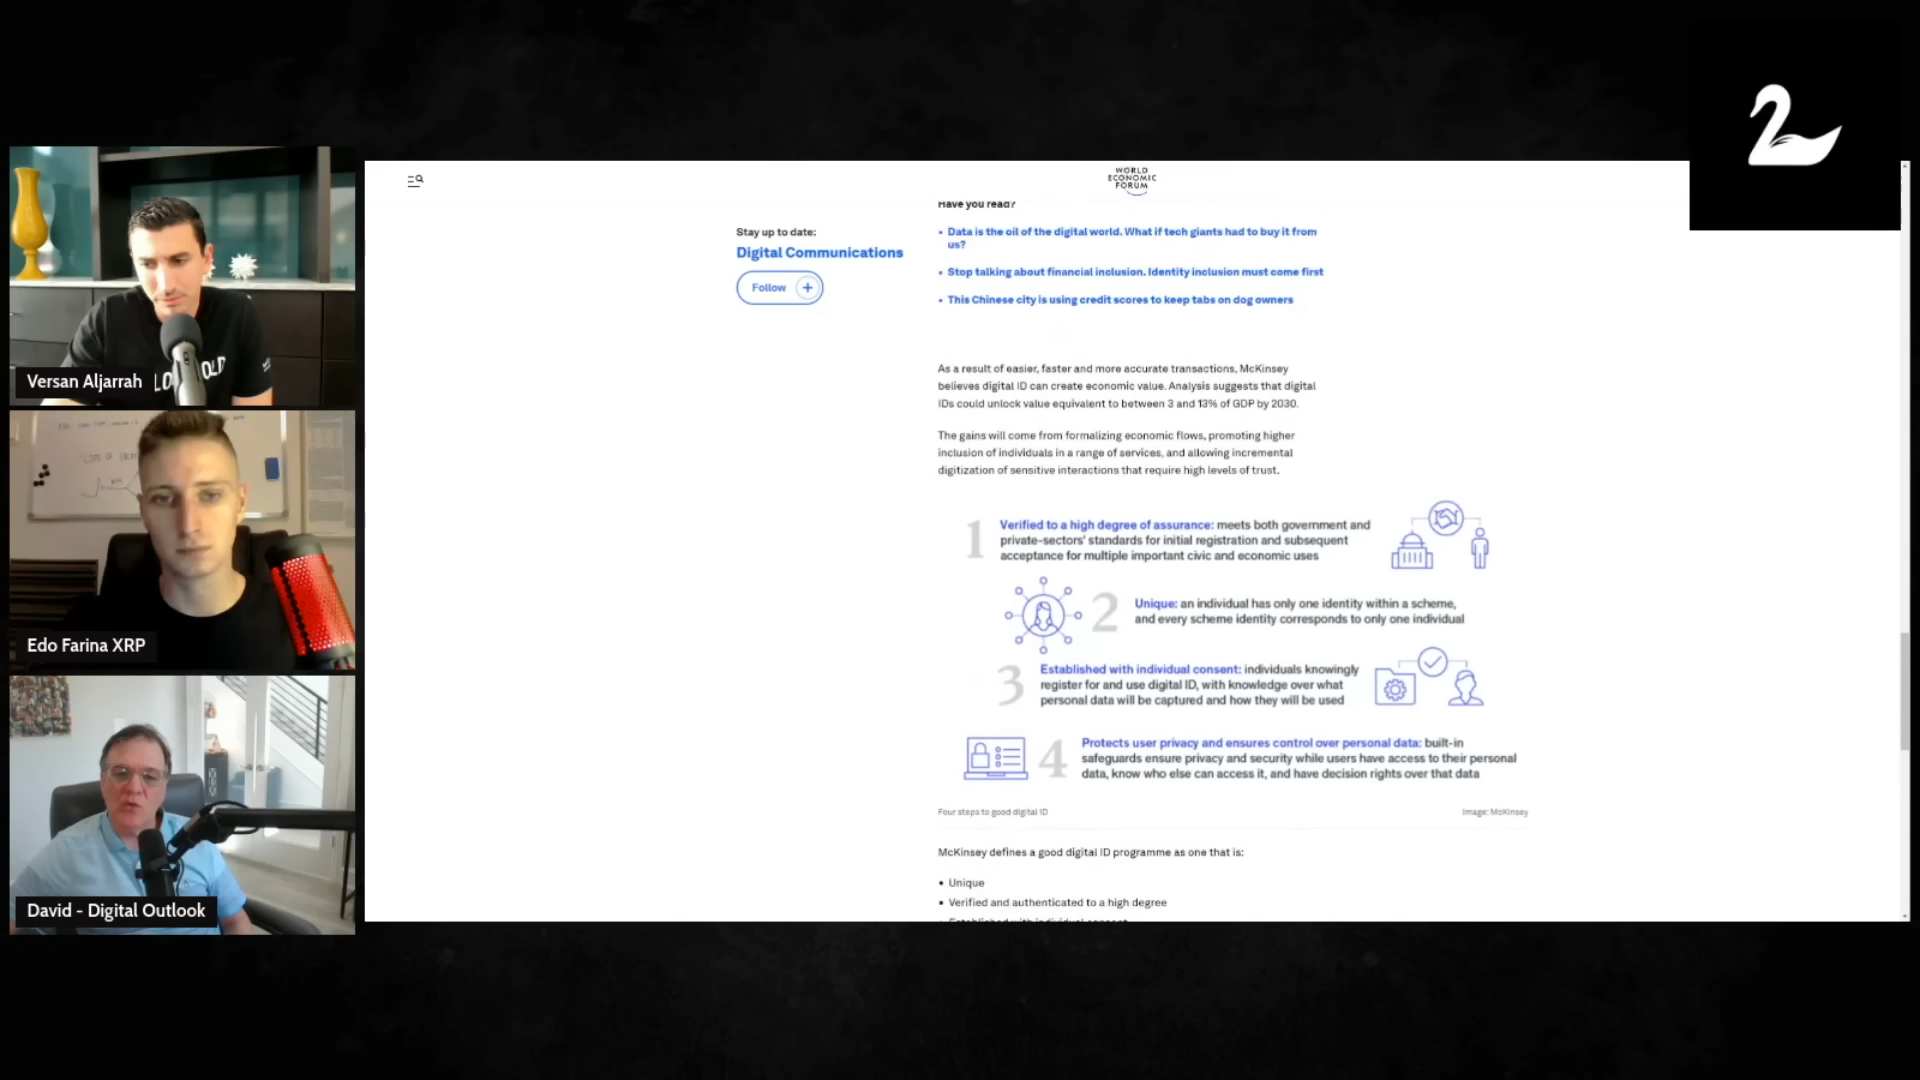 WORLD
ECONOMIC
FORUM
Have you read?
Stay up to date:
Digital Communications
Follow +
• Data is the oil of the digital world. What if tech giants had to buy it from
us?
• Stop talking about financial inclusion. Identity inclusion must come first
• This Chinese city is using credit scores to keep tabs on dog owners
As a result of easier, faster and more accurate transactions, McKinsey
believes digital ID can create economic value. Analysis suggests that digital
IDs could unlock value equivalent to between 3 and 13% of GDP by 2030.
The gains will come from formalizing economic flows, promoting higher
inclusion of individuals in a range of services, and allowing incremental
digitization of sensitive interactions that require high levels of trust.
1 Verified to a high degree of assurance: meets both government and
private-sectors' standards for initial registration and subsequent
acceptance for multiple important civic and economic uses
2 Unique: an individual has only one identity within a scheme,
and every scheme identity corresponds to only one individual
3 Established with individual consent: individuals knowingly
register for and use digital ID, with knowledge over what
personal data will be captured and how they will be used
4 Protects user privacy and ensures control over personal data: built-in
safeguards ensure privacy and security while users have access to their personal
data, know who else can access it, and have decision rights over that data
Four steps to good digital ID
Image: McKinsey
McKinsey defines a good digital ID programme as one that is:
• Unique
• Verified and authenticated to a high degree
• Established with individual consent
Versan Aljarrah
Edo Farina XRP
David - Digital Outlook